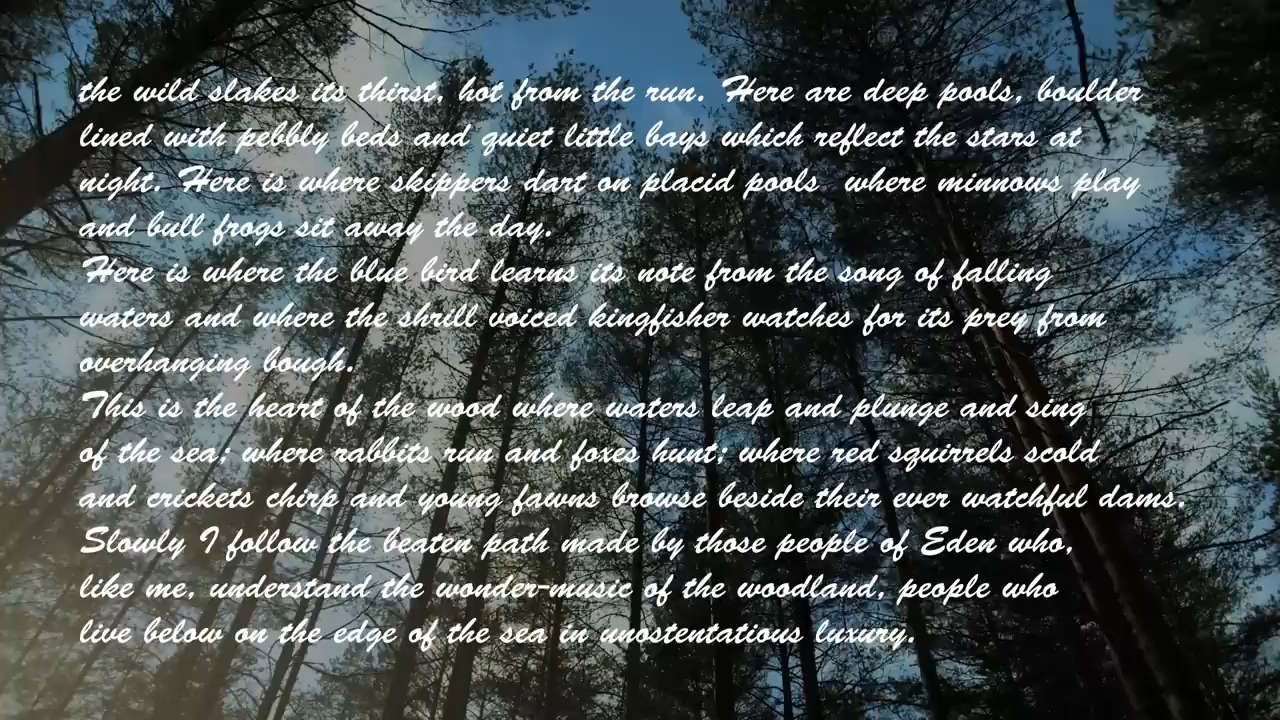 the wild slakes its thirst, hot from the run. Here are deep pools, boulder
lined with pebbly beds and quiet little bays which reflect the stars at
night. Here is where skippers dart on placid pools  where minnows play
and bull frogs sit away the day.
Here is where the blue bird learns its note from the song of falling
waters and where the shrill voiced kingfisher watches for its prey from
overhanging bough.
This is the heart of the wood where waters leap and plunge and sing
of the sea; where rabbits run and foxes hunt; where red squirrels scold
and crickets chirp and young fawns browse beside their ever watchful dams.
Slowly I follow the beaten path made by those people of Eden who,
like me, understand the wonder-music of the woodland, people who
live below on the edge of the sea in unostentatious luxury.